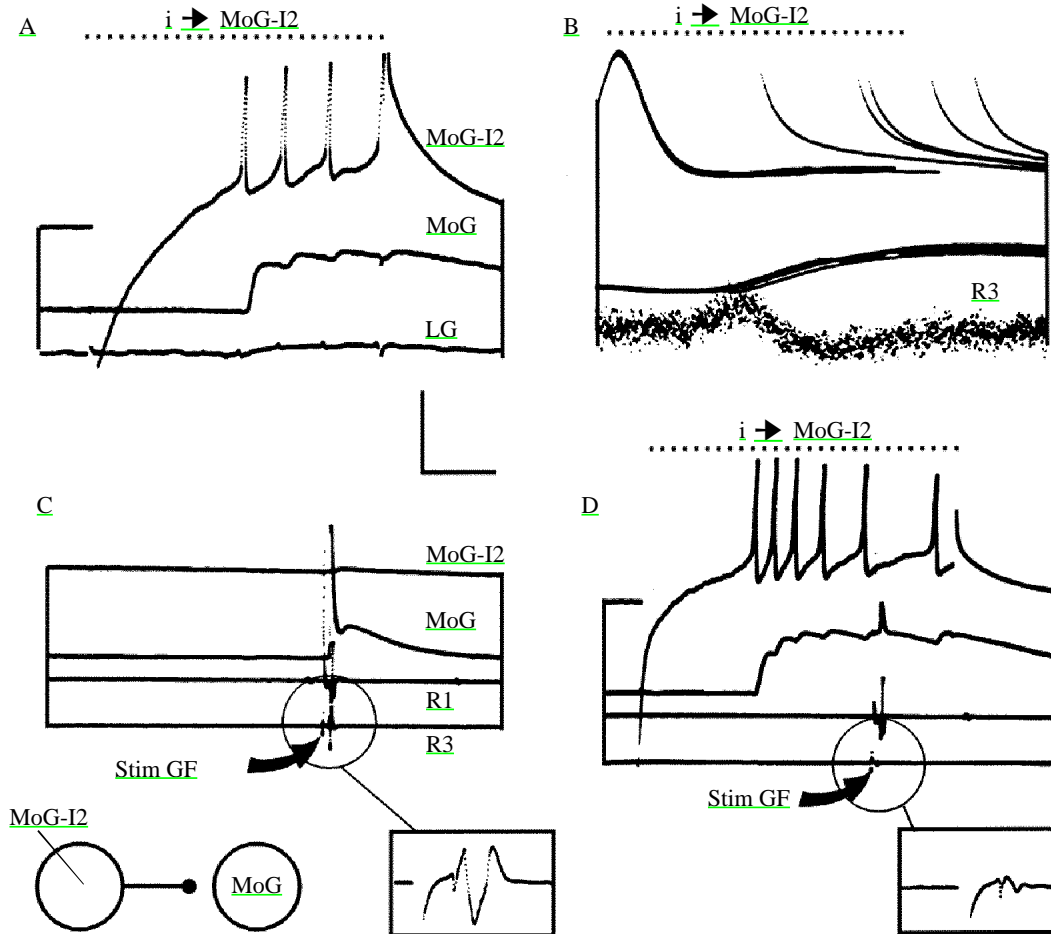 A
i → MoG-I2
MoG-I2
MoG
LG
B
i → MoG-I2
R3
C
MoG-I2
MoG
R1
R3
Stim GF
MoG-I2
MoG
D
i → MoG-I2
Stim GF